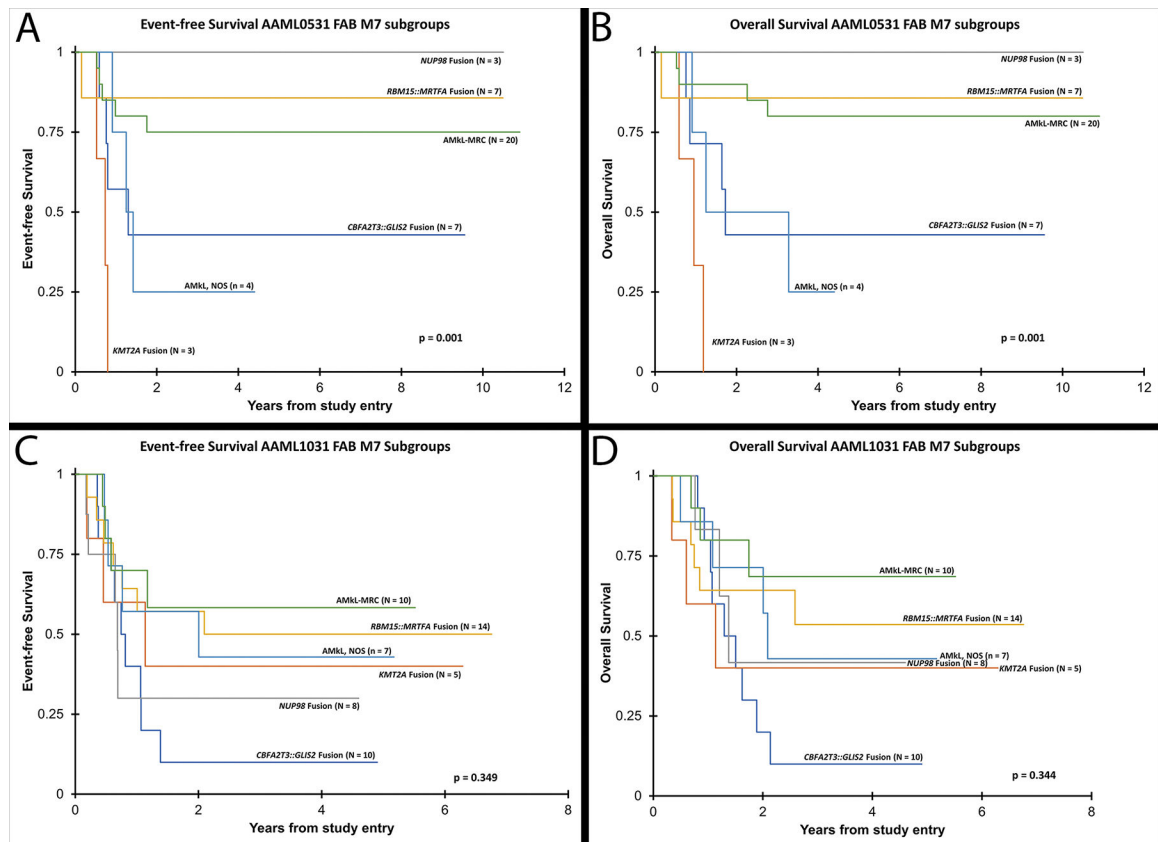 A
Event-free Survival AAML0531 FAB M7 subgroups
1
0.75
0.5
0.25
0
Event-free Survival
NUP98 Fusion (N = 3)
RBM15::MRTFA Fusion (N = 7)
AMkL-MRC (N = 20)
CBFA2T3::GLIS2 Fusion (N = 7)
AMkL, NOS (n = 4)
p = 0.001
KMT2A Fusion (N = 3)
0 2 4 6 8 10 12
Years from study entry
B
Overall Survival AAML0531 FAB M7 subgroups
1
0.75
0.5
0.25
0
Overall Survival
NUP98 Fusion (N = 3)
RBM15::MRTFA Fusion (N = 7)
AMkL-MRC (N = 20)
CBFA2T3::GLIS2 Fusion (N = 7)
AMkL, NOS (n = 4)
p = 0.001
KMT2A Fusion (N = 3)
0 2 4 6 8 10 12
Years from study entry
C
Event-free Survival AAML1031 FAB M7 Subgroups
1
0.75
0.5
0.25
0
Event-free Survival
AMkL-MRC (N = 10)
RBM15::MRTFA Fusion (N = 14)
AMkL, NOS (n = 7)
KMT2A Fusion (N = 5)
NUP98 Fusion (N = 8)
CBFA2T3::GLIS2 Fusion (N = 10)
p = 0.349
0 2 4 6 8
Years from study entry
D
Overall Survival AAML1031 FAB M7 Subgroups
1
0.75
0.5
0.25
0
Overall Survival
AMkL-MRC (N = 10)
RBM15::MRTFA Fusion (N = 14)
AMkL, NOS (n = 7)
NUP98 Fusion (N = 8)
KMT2A Fusion (N = 5)
CBFA2T3::GLIS2 Fusion (N = 10)
p = 0.344
0 2 4 6 8
Years from study entry